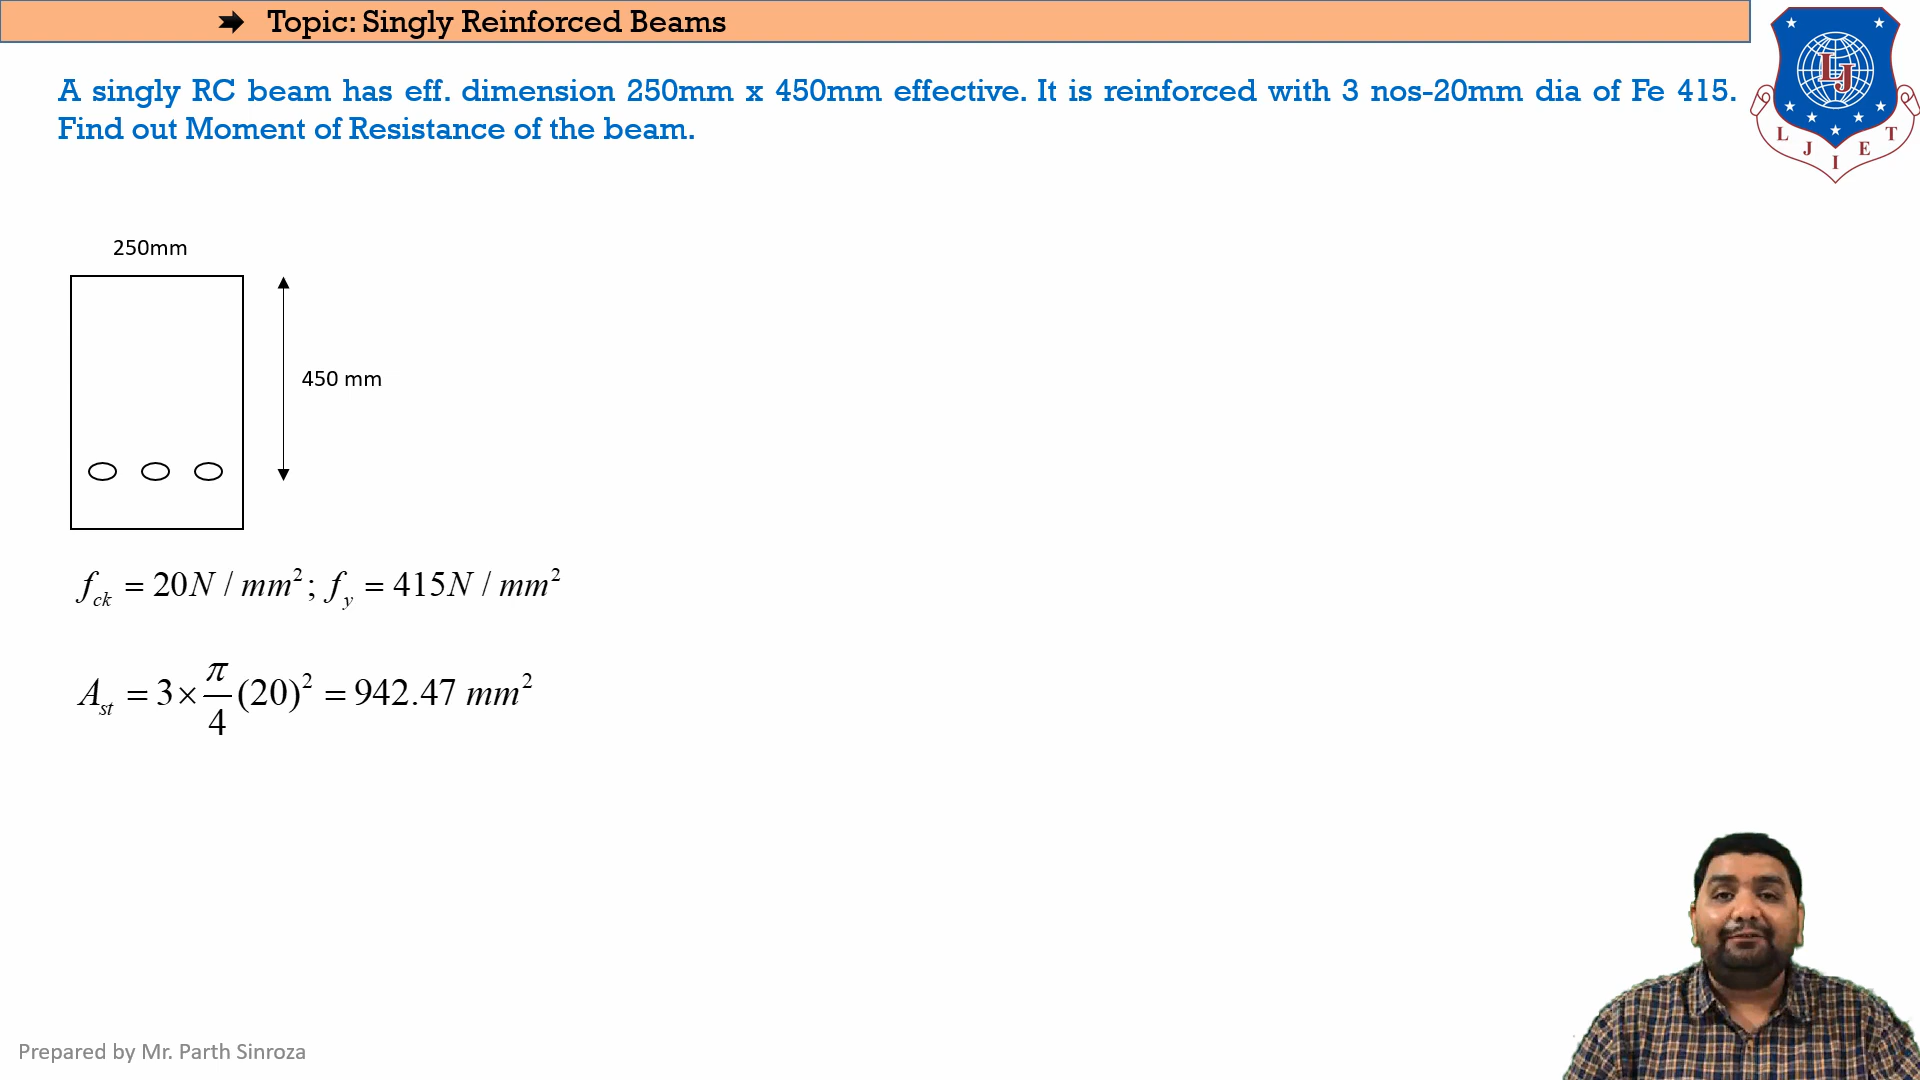 ➡ Topic: Singly Reinforced Beams
A singly RC beam has eff. dimension 250mm x 450mm effective. It is reinforced with 3 nos-20mm dia of Fe 415.
Find out Moment of Resistance of the beam.
LJ
L J I E T
250mm
450 mm
f_ck = 20N / mm²; f_y = 415N / mm²
A_st = 3 × π/4 (20)² = 942.47 mm²
Prepared by Mr. Parth Sinroza